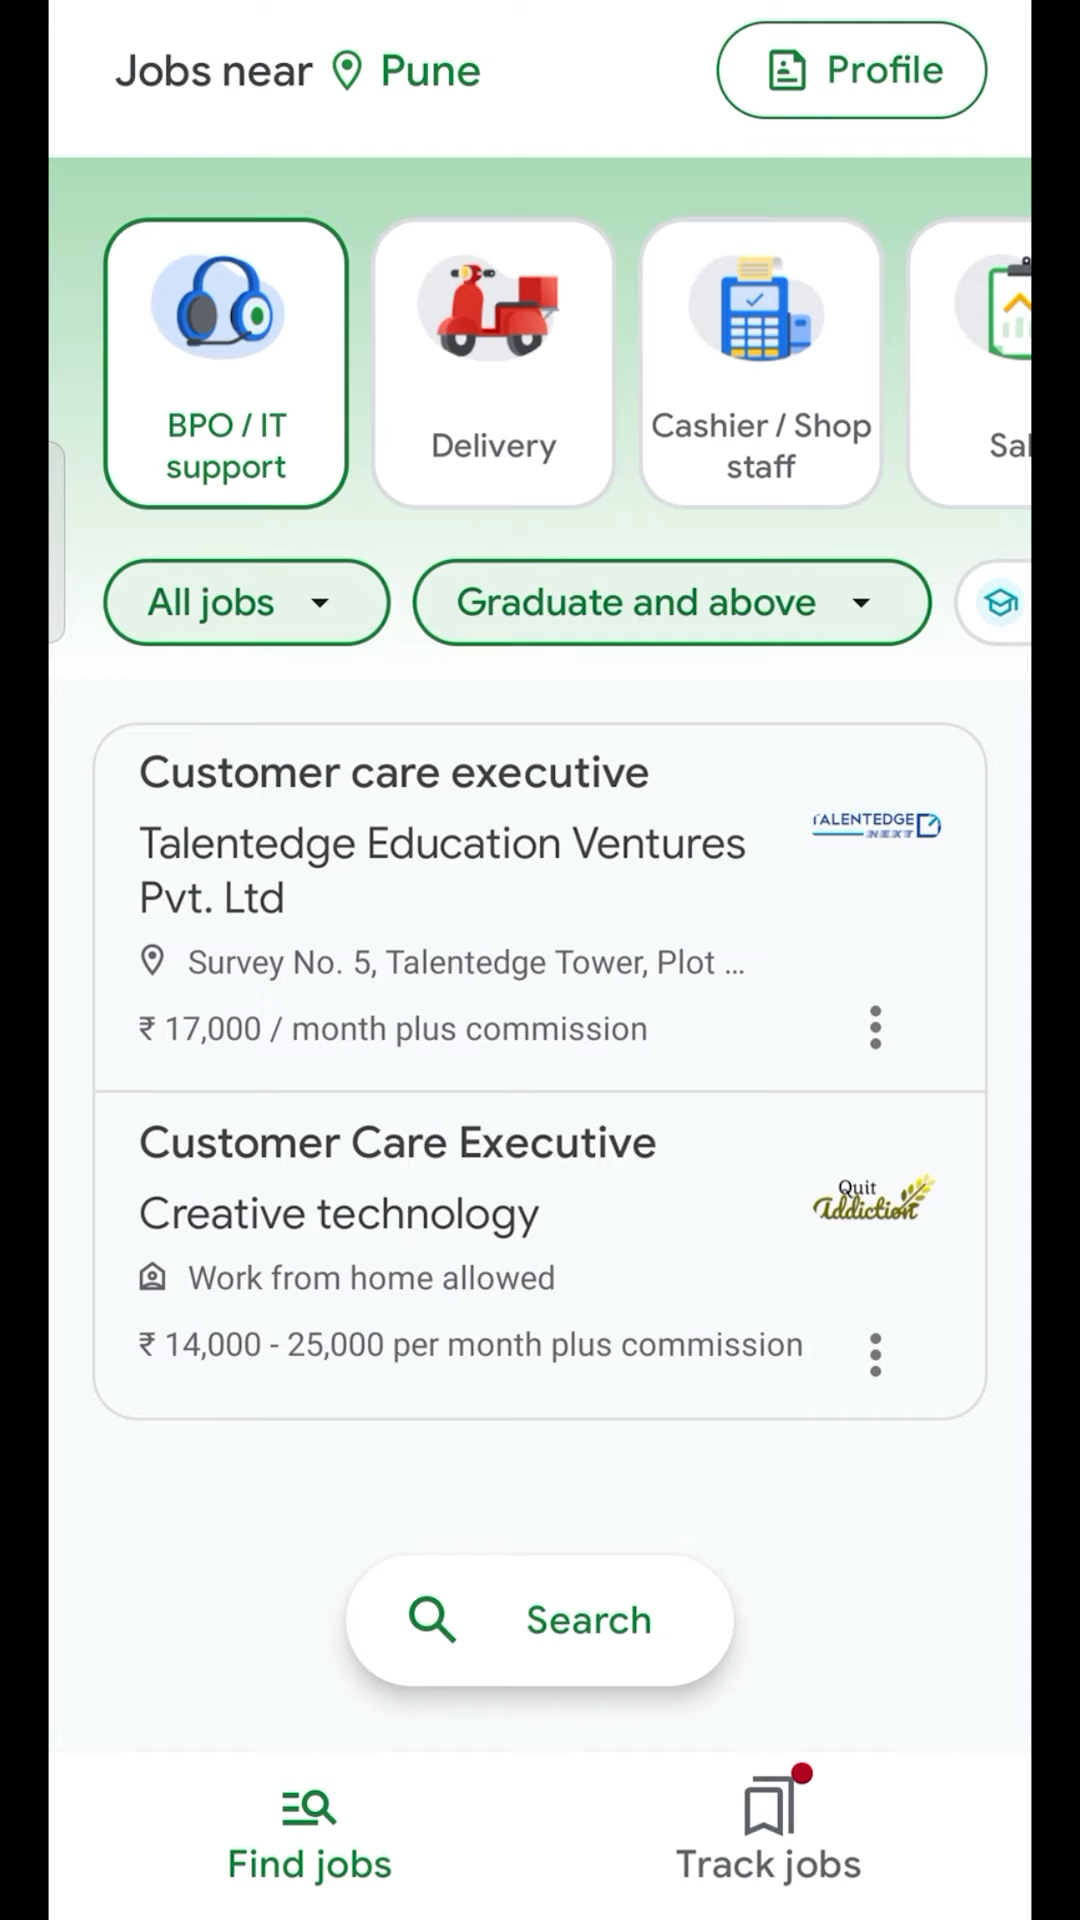 Jobs near Pune
Profile
BPO / IT
support
Delivery
Cashier / Shop
staff
All jobs
Graduate and above
Customer care executive
TALENTEDGE
NEXT
Talentedge Education Ventures
Pvt. Ltd
Survey No. 5, Talentedge Tower, Plot ...
₹ 17,000 / month plus commission
Customer Care Executive
Quit
Addiction
Creative technology
Work from home allowed
₹ 14,000 - 25,000 per month plus commission
Search
Find jobs
Track jobs